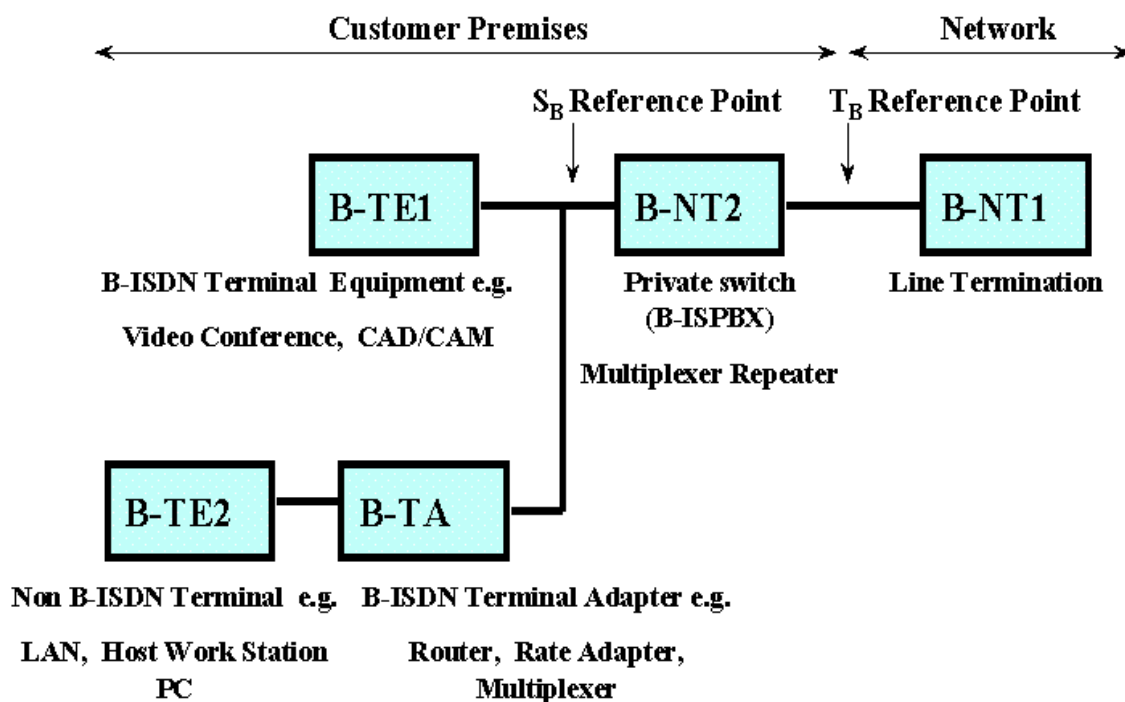 Customer Premises
Network
S_B Reference Point
T_B Reference Point
B-TE1
B-NT2
B-NT1
B-ISDN Terminal Equipment e.g.
Video Conference, CAD/CAM
Private switch
(B-ISPBX)
Multiplexer Repeater
Line Termination
B-TE2
B-TA
Non B-ISDN Terminal e.g.
LAN, Host Work Station
PC
B-ISDN Terminal Adapter e.g.
Router, Rate Adapter,
Multiplexer